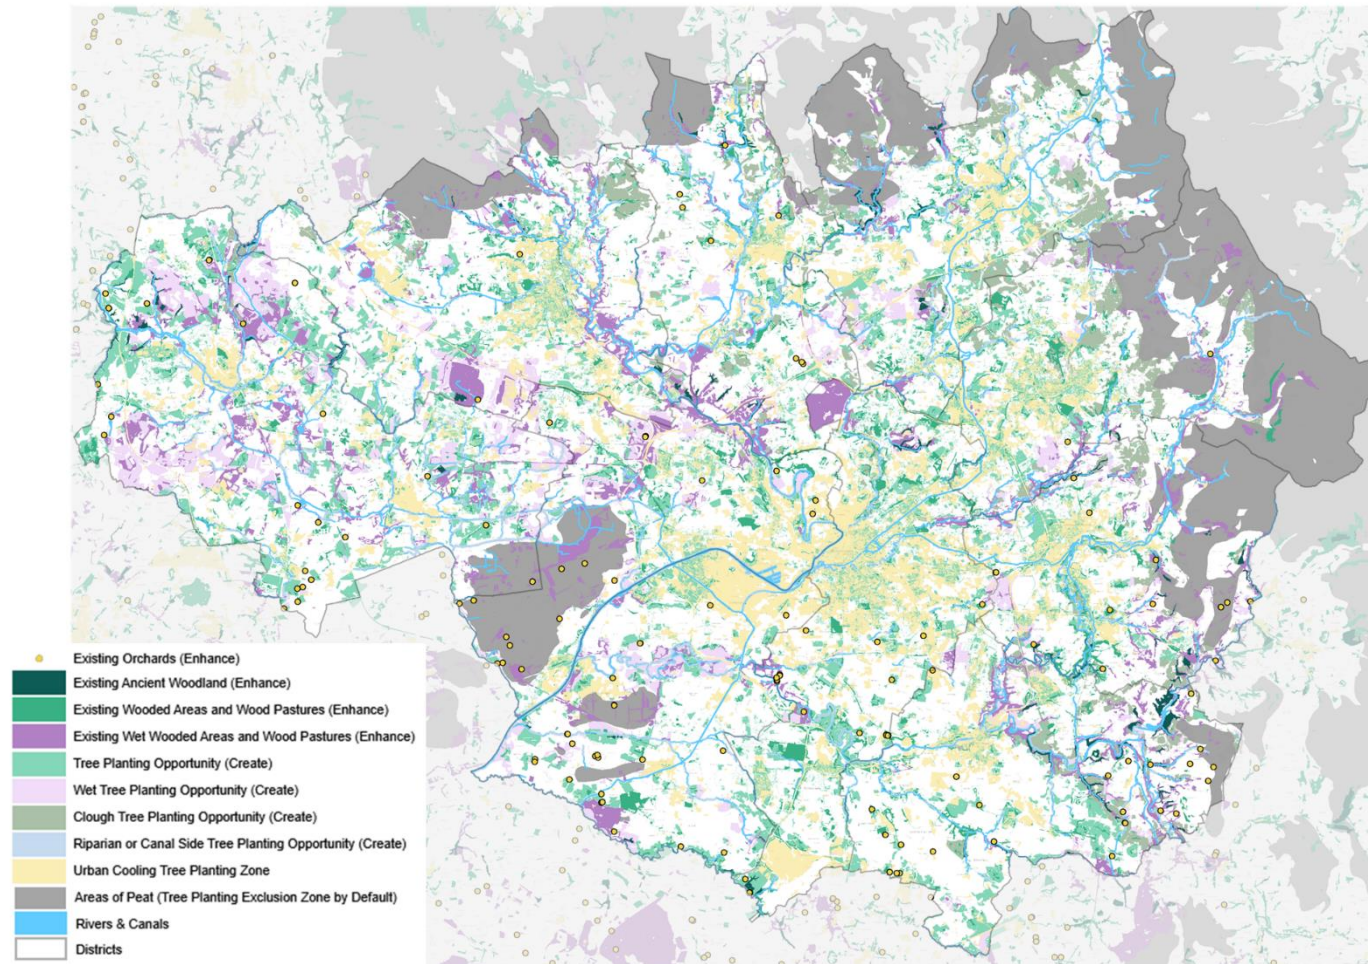 Existing Orchards (Enhance)
Existing Ancient Woodland (Enhance)
Existing Wooded Areas and Wood Pastures (Enhance)
Existing Wet Wooded Areas and Wood Pastures (Enhance)
Tree Planting Opportunity (Create)
Wet Tree Planting Opportunity (Create)
Clough Tree Planting Opportunity (Create)
Riparian or Canal Side Tree Planting Opportunity (Create)
Urban Cooling Tree Planting Zone
Areas of Peat (Tree Planting Exclusion Zone by Default)
Rivers & Canals
Districts